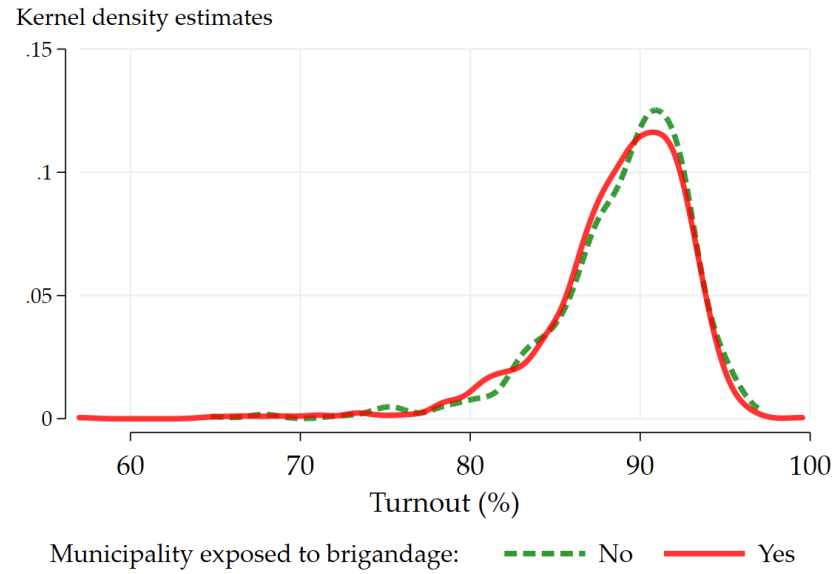 Kernel density estimates
.15
.1
.05
0
60 70 80 90 100
Turnout (%)
Municipality exposed to brigandage: No Yes